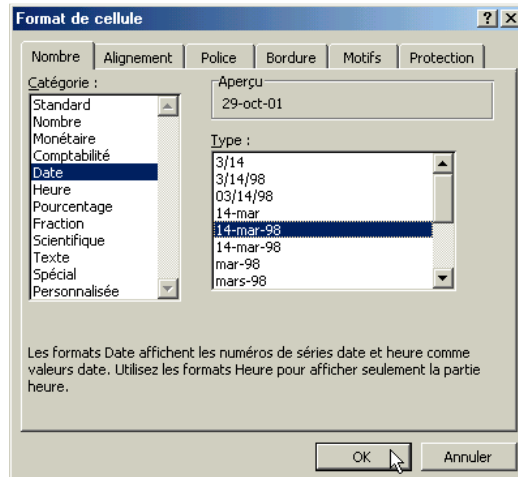 Format de cellule
Nombre Alignement Police Bordure Motifs Protection
Catégorie :
Standard
Nombre
Monétaire
Comptabilité
Date
Heure
Pourcentage
Fraction
Scientifique
Texte
Spécial
Personnalisée
Aperçu
29-oct-01
Type :
3/14
3/14/98
03/14/98
14-mar
14-mar-98
14-mar-98
mar-98
mars-98
Les formats Date affichent les numéros de séries date et heure comme
valeurs date. Utilisez les formats Heure pour afficher seulement la partie
heure.
OK Annuler